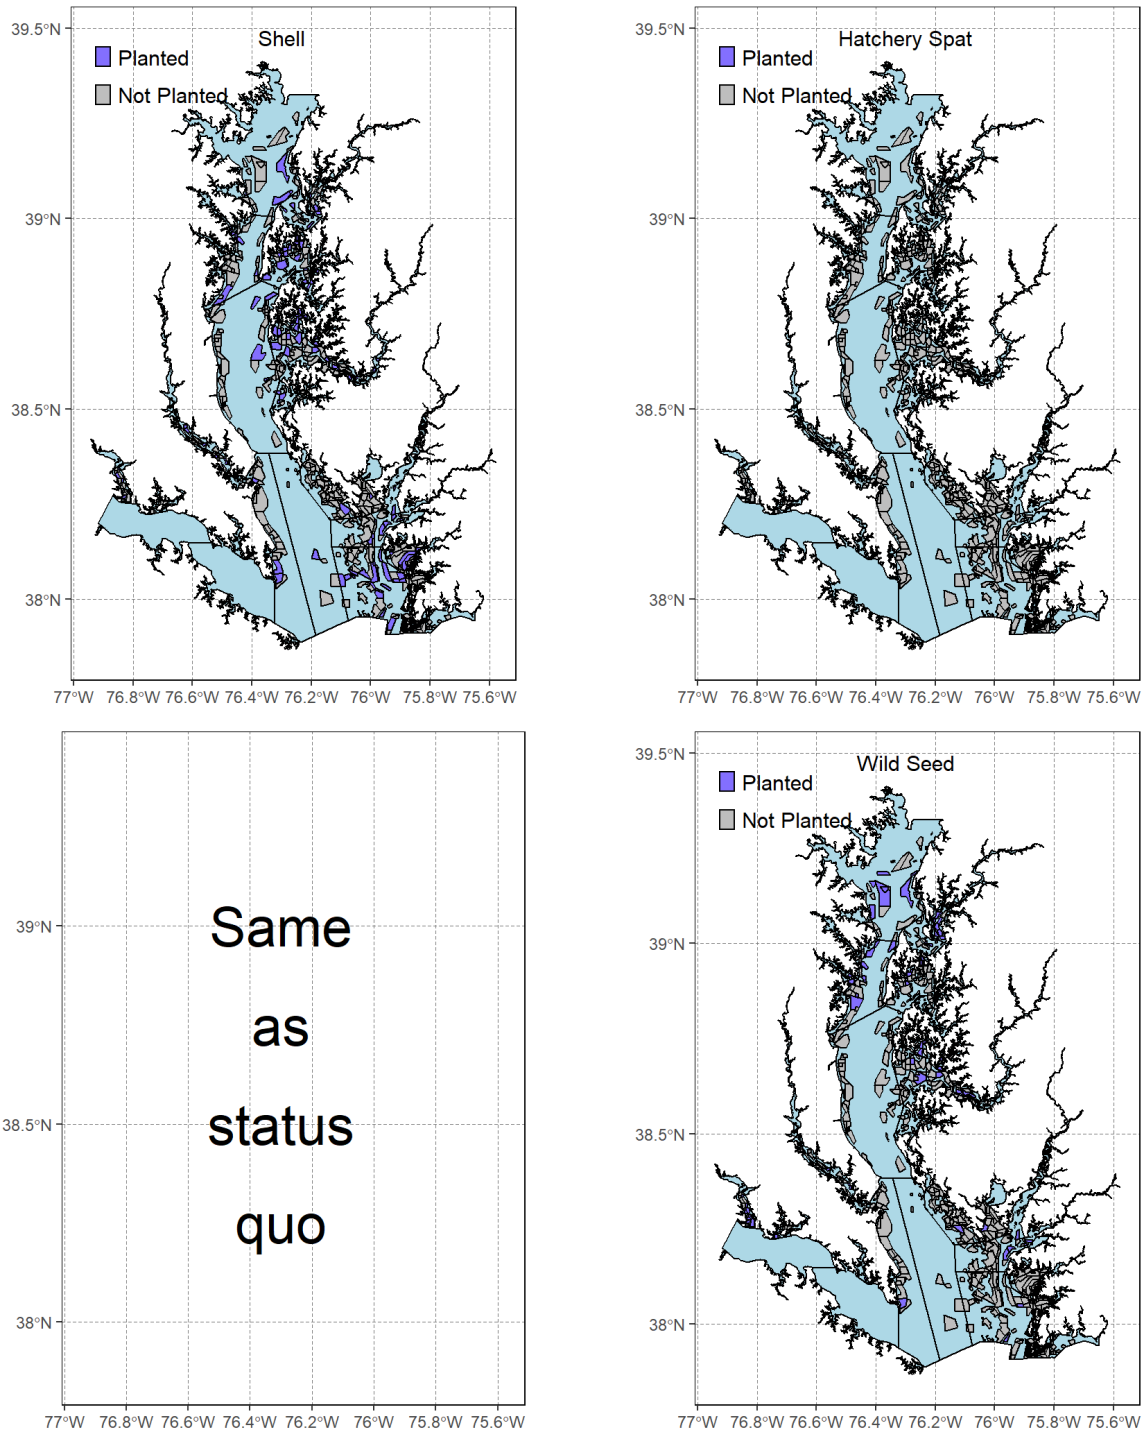 Shell
Planted
Not Planted
39.5°N
39°N
38.5°N
38°N
77°W 76.8°W 76.6°W 76.4°W 76.2°W 76°W 75.8°W 75.6°W
Hatchery Spat
Planted
Not Planted
39.5°N
39°N
38.5°N
38°N
77°W 76.8°W 76.6°W 76.4°W 76.2°W 76°W 75.8°W 75.6°W
Same
as
status
quo
39°N
38.5°N
38°N
77°W 76.8°W 76.6°W 76.4°W 76.2°W 76°W 75.8°W 75.6°W
Wild Seed
Planted
Not Planted
39.5°N
39°N
38.5°N
38°N
77°W 76.8°W 76.6°W 76.4°W 76.2°W 76°W 75.8°W 75.6°W